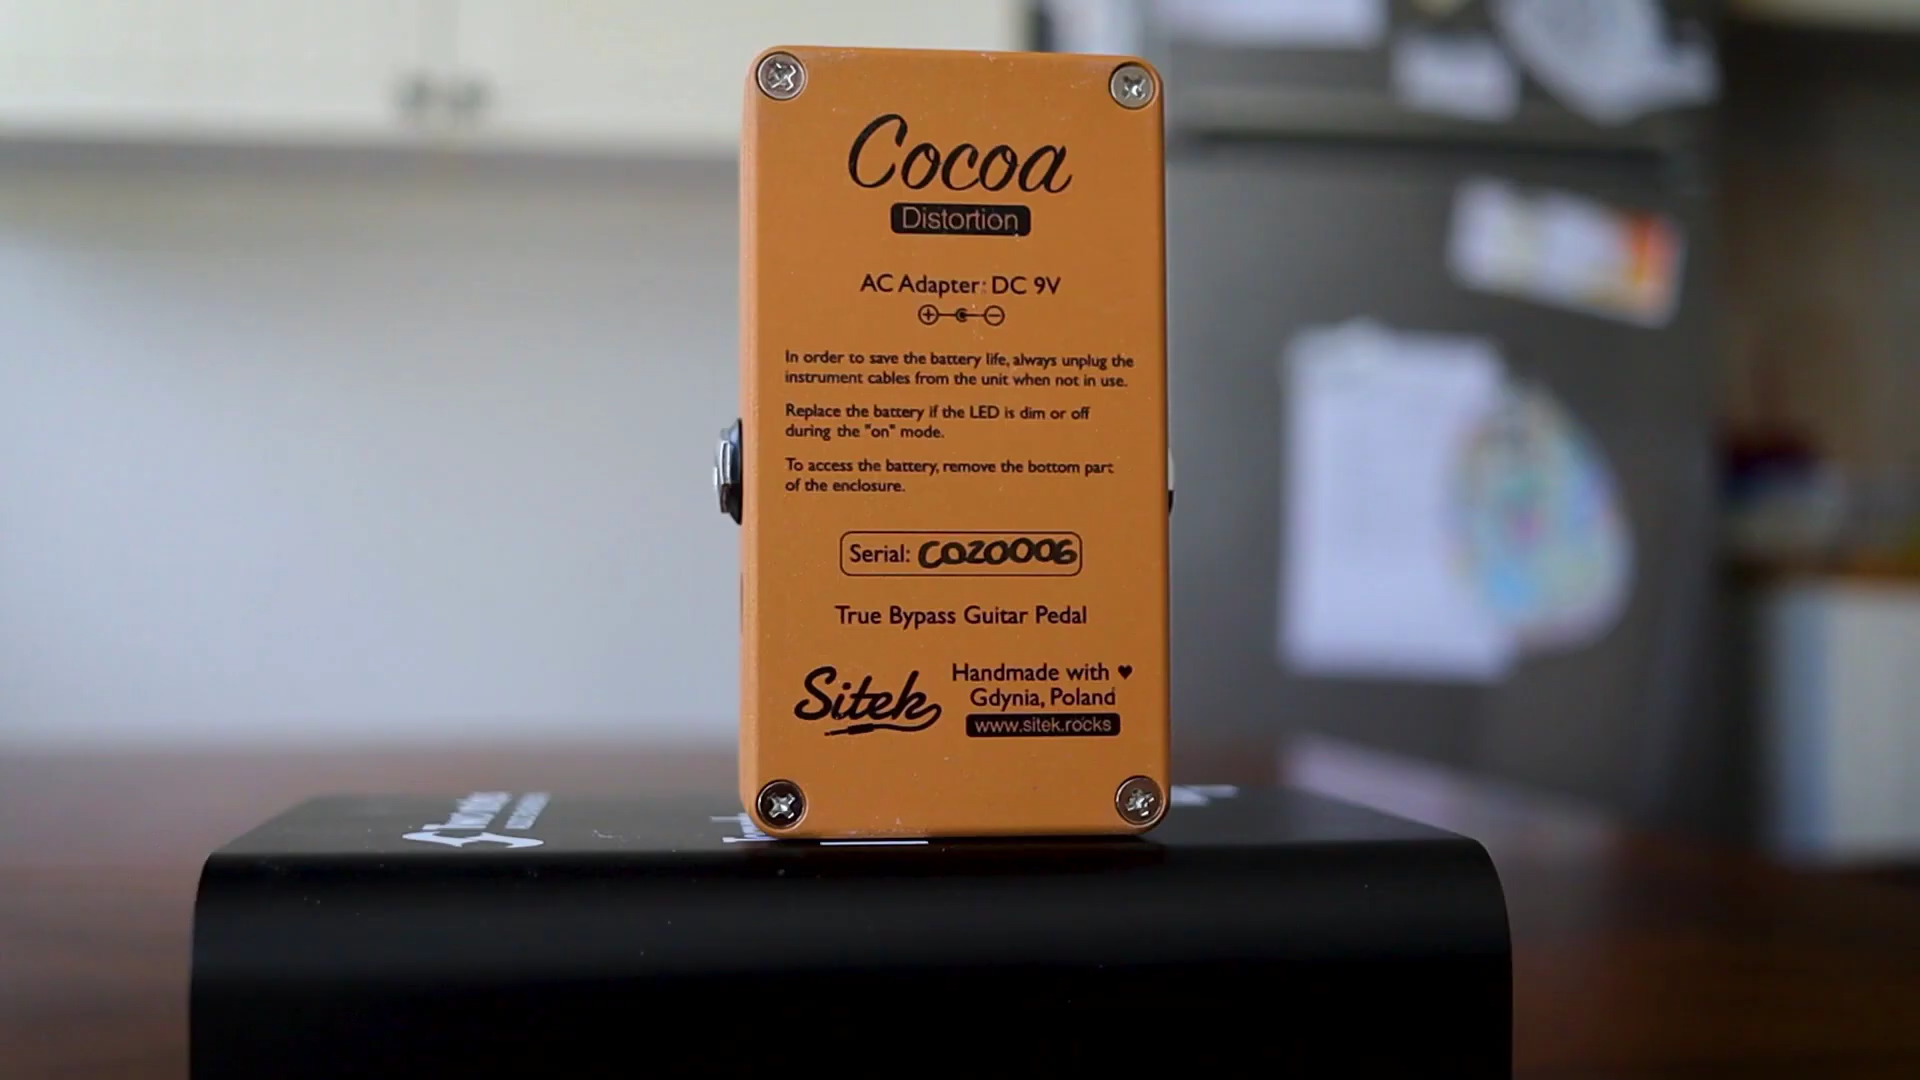 Cocoa
Distortion
AC Adapter: DC 9V
In order to save the battery life, always unplug the
instrument cables from the unit when not in use.
Replace the battery if the LED is dim or off
during the "on" mode.
To access the battery, remove the bottom part
of the enclosure.
Serial: COZ0006
True Bypass Guitar Pedal
Sitek
Handmade with ♥
Gdynia, Poland
www.sitek.rocks